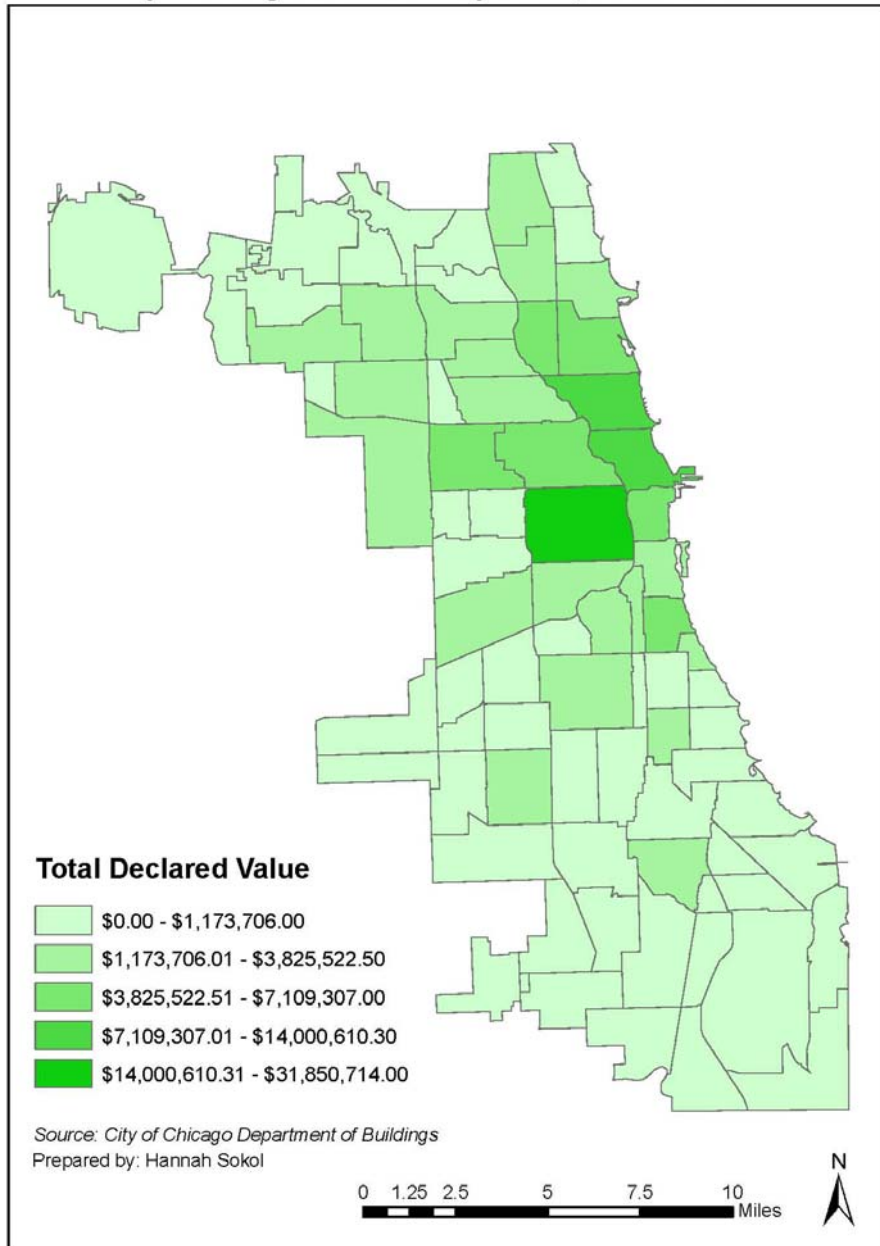 Total Declared Value
$0.00 - $1,173,706.00
$1,173,706.01 - $3,825,522.50
$3,825,522.51 - $7,109,307.00
$7,109,307.01 - $14,000,610.30
$14,000,610.31 - $31,850,714.00
Source: City of Chicago Department of Buildings
Prepared by: Hannah Sokol
N
0 1.25 2.5 5 7.5 10
Miles